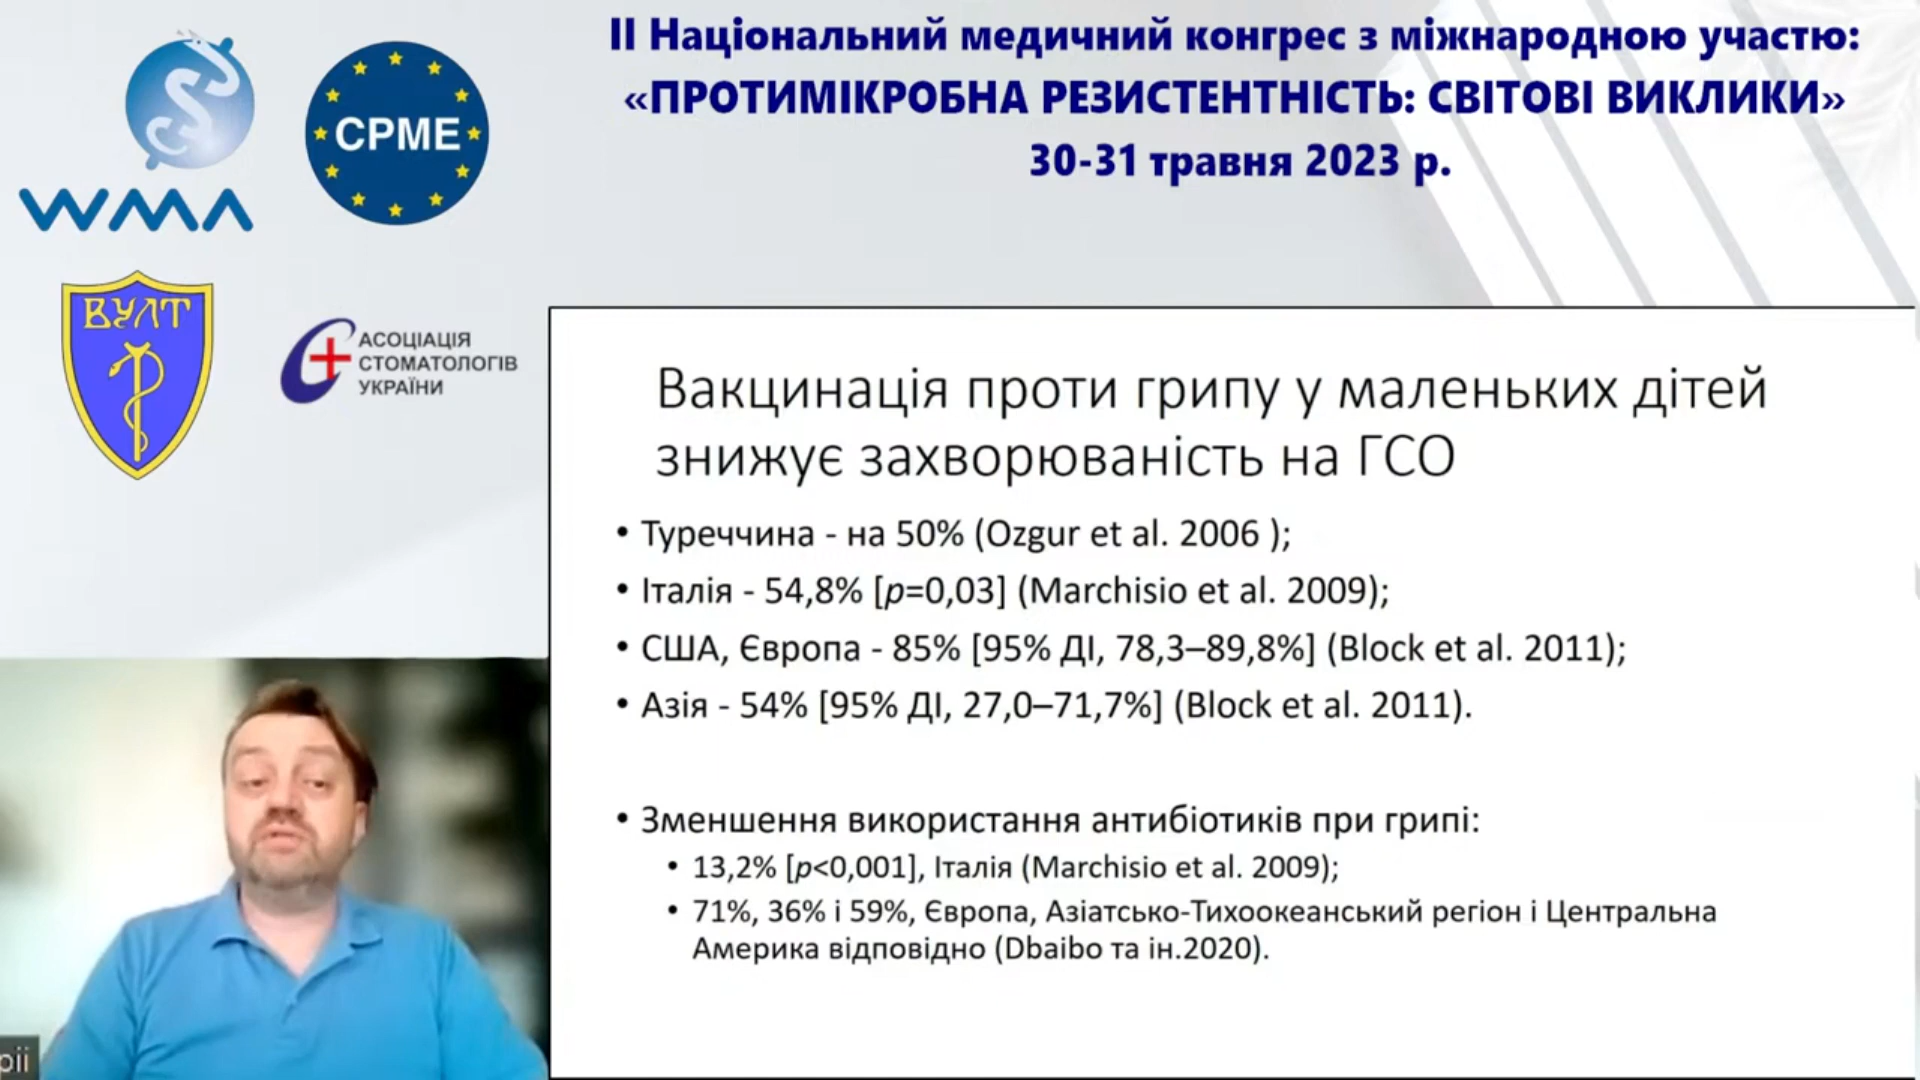 ІІ Національний медичний конгрес з міжнародною участю:
«ПРОТИМІКРОБНА РЕЗИСТЕНТНІСТЬ: СВІТОВІ ВИКЛИКИ»
30-31 травня 2023 р.
WMA
CPME
ВУЛТ
АСОЦІАЦІЯ
СТОМАТОЛОГІВ
УКРАЇНИ
Вакцинація проти грипу у маленьких дітей
знижує захворюваність на ГСО
• Туреччина - на 50% (Ozgur et al. 2006 );
• Італія - 54,8% [p=0,03] (Marchisio et al. 2009);
• США, Європа - 85% [95% ДІ, 78,3–89,8%] (Block et al. 2011);
• Азія - 54% [95% ДІ, 27,0–71,7%] (Block et al. 2011).
• Зменшення використання антибіотиків при грипі:
• 13,2% [p<0,001], Італія (Marchisio et al. 2009);
• 71%, 36% і 59%, Європа, Азіатсько-Тихоокеанський регіон і Центральна
Америка відповідно (Dbaibo та ін.2020).